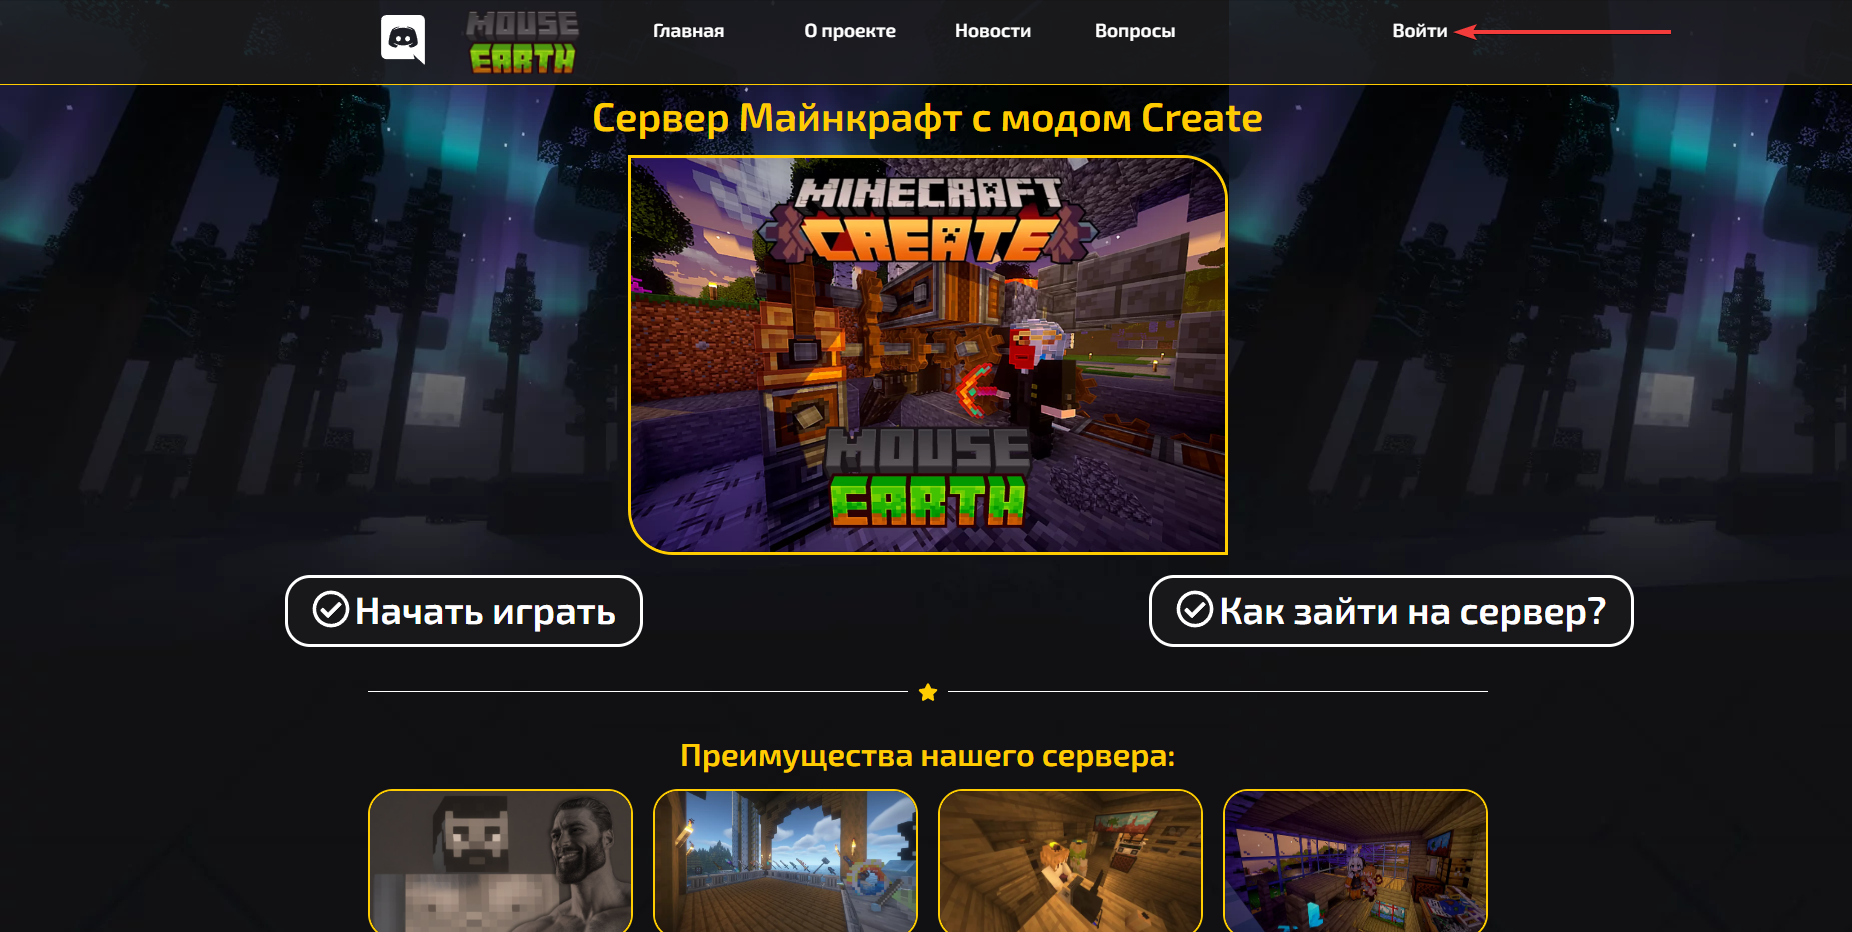 MOUSE
EARTH
Главная
О проекте
Новости
Вопросы
Войти
Сервер Майнкрафт с модом Create
MINECRAFT
CREATE
MOUSE
EARTH
Начать играть
Как зайти на сервер?
Преимущества нашего сервера: